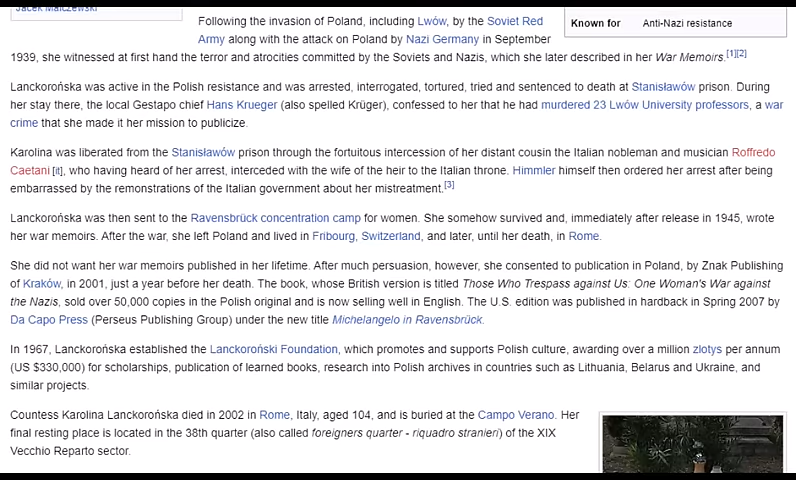 Jacek Malczewski
Following the invasion of Poland, including Lwów, by the Soviet Red
Known for Anti-Nazi resistance
Army along with the attack on Poland by Nazi Germany in September
1939, she witnessed at first hand the terror and atrocities committed by the Soviets and Nazis, which she later described in her War Memoirs.[1][2]
Lanckorońska was active in the Polish resistance and was arrested, interrogated, tortured, tried and sentenced to death at Stanisławów prison. During
her stay there, the local Gestapo chief Hans Krueger (also spelled Krüger), confessed to her that he had murdered 23 Lwów University professors, a war
crime that she made it her mission to publicize.
Karolina was liberated from the Stanisławów prison through the fortuitous intercession of her distant cousin the Italian nobleman and musician Roffredo
Caetani [it], who having heard of her arrest, interceded with the wife of the heir to the Italian throne. Himmler himself then ordered her arrest after being
embarrassed by the remonstrations of the Italian government about her mistreatment.[3]
Lanckorońska was then sent to the Ravensbrück concentration camp for women. She somehow survived and, immediately after release in 1945, wrote
her war memoirs. After the war, she left Poland and lived in Fribourg, Switzerland, and later, until her death, in Rome.
She did not want her war memoirs published in her lifetime. After much persuasion, however, she consented to publication in Poland, by Znak Publishing
of Kraków, in 2001, just a year before her death. The book, whose British version is titled Those Who Trespass against Us: One Woman's War against
the Nazis, sold over 50,000 copies in the Polish original and is now selling well in English. The U.S. edition was published in hardback in Spring 2007 by
Da Capo Press (Perseus Publishing Group) under the new title Michelangelo in Ravensbrück.
In 1967, Lanckorońska established the Lanckoroński Foundation, which promotes and supports Polish culture, awarding over a million zlotys per annum
(US $330,000) for scholarships, publication of learned books, research into Polish archives in countries such as Lithuania, Belarus and Ukraine, and
similar projects.
Countess Karolina Lanckorońska died in 2002 in Rome, Italy, aged 104, and is buried at the Campo Verano. Her
final resting place is located in the 38th quarter (also called foreigners quarter - riquadro stranieri) of the XIX
Vecchio Reparto sector.